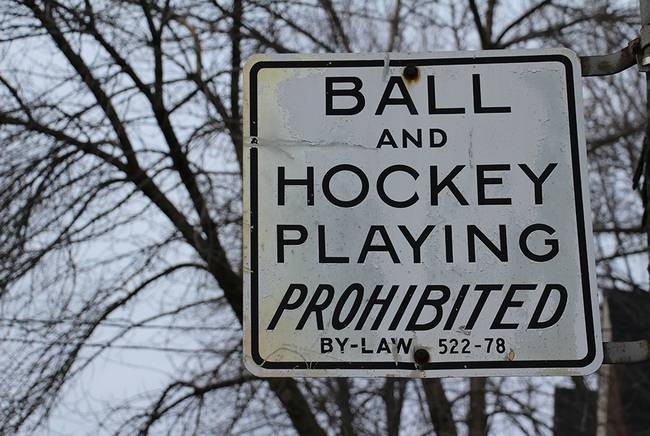 BALL
AND
HOCKEY
PLAYING
PROHIBITED
BY-LAW 522-78